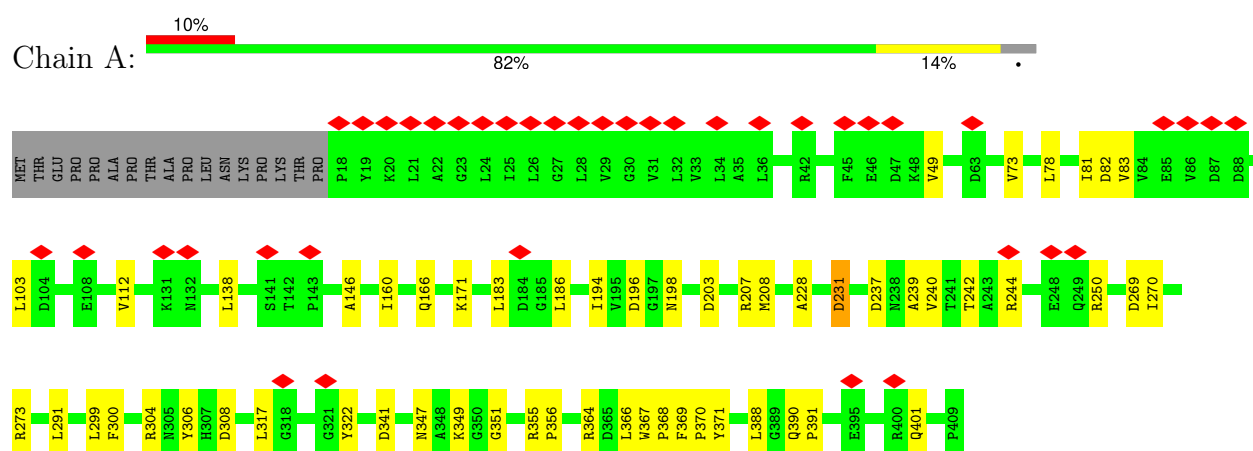 10%
Chain A:
82%
14%
MET THR GLU PRO PRO ALA PRO THR ALA PRO LEU ASN LYS PRO LYS THR PRO P18 Y19 K20 L21 A22 G23 L24 I25 L26 G27 L28 V29 G30 V31 L32 V33 L34 A35 L36 R42 F45 E46 D47 K48 V49 D63 V73 L78 I81 D82 V83 V84 E85 V86 D87 D88
L103 D104 E108 V112 K131 N132 L138 S141 T142 P143 A146 I160 Q166 K171 L183 D184 G185 L186 I194 V195 D196 G197 N198 D203 R207 M208 A228 D231 D237 N238 A239 V240 T241 T242 A243 R244 E248 Q249 R250 D269 I270
R273 L291 L299 F300 R304 N305 Y306 H307 D308 L317 G318 G321 Y322 D341 N347 A348 K349 G350 G351 R355 P356 R364 D365 L366 W367 P368 F369 P370 Y371 L388 G389 Q390 P391 E395 R400 Q401 P409